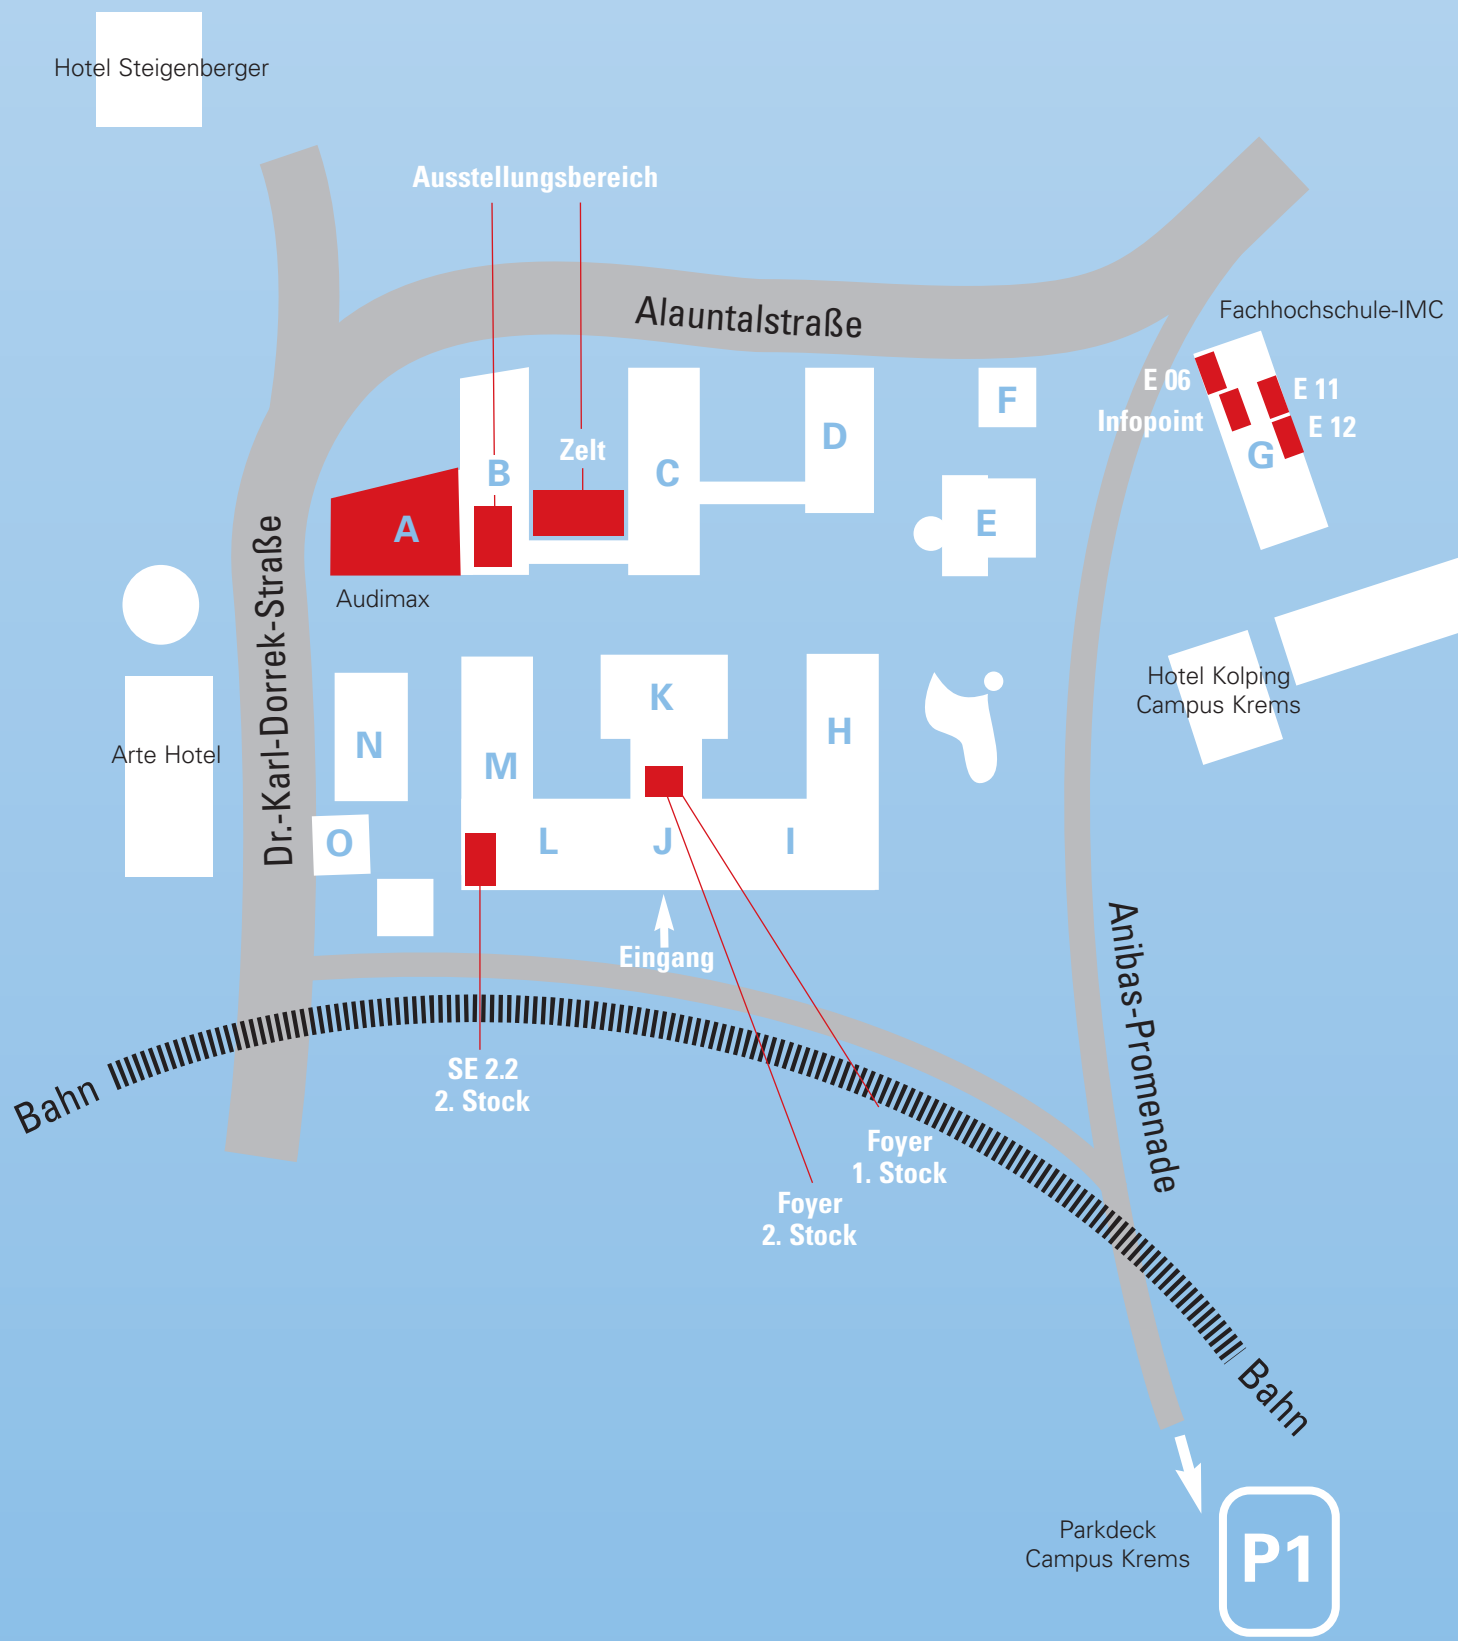 Hotel Steigenberger
Ausstellungsbereich
Alauntalstraße
Fachhochschule-IMC
E 06
Infopoint
E 11
E 12
G
F
D
Zelt
B
C
A
E
Audimax
Dr.-Karl-Dorrek-Straße
Arte Hotel
Hotel Kolping
Campus Krems
K
H
N
M
O
L
J
I
Eingang
Anibas-Promenade
Bahn
SE 2.2
2. Stock
Foyer
1. Stock
Foyer
2. Stock
Bahn
Parkdeck
Campus Krems
P1